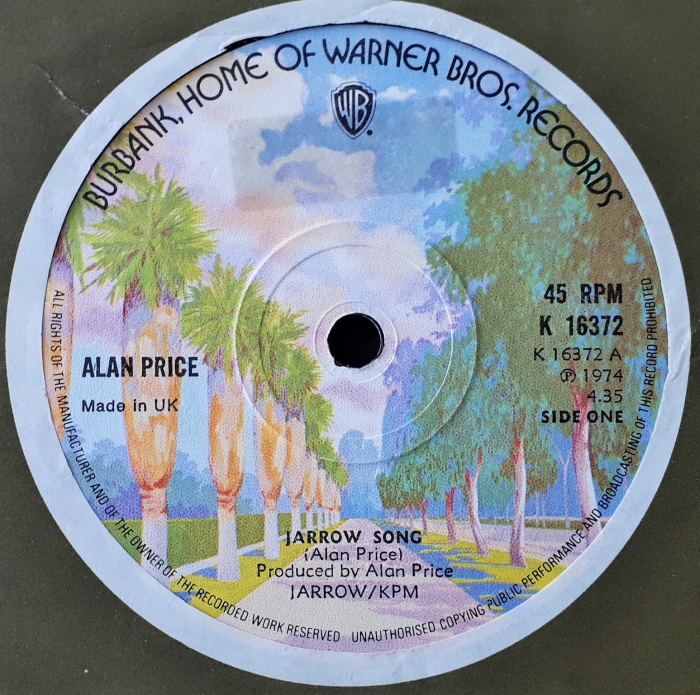 BURBANK, HOME OF WARNER BROS. RECORDS
WB
45 RPM
K 16372
K 16372 A
ALAN PRICE
℗ 1974
4.35
Made in UK
SIDE ONE
JARROW SONG
(Alan Price)
Produced by Alan Price
JARROW/KPM
ALL RIGHTS OF THE MANUFACTURER AND OF THE OWNER OF THE RECORDED WORK RESERVED UNAUTHORISED COPYING PUBLIC PERFORMANCE AND BROADCASTING OF THIS RECORD PROHIBITED